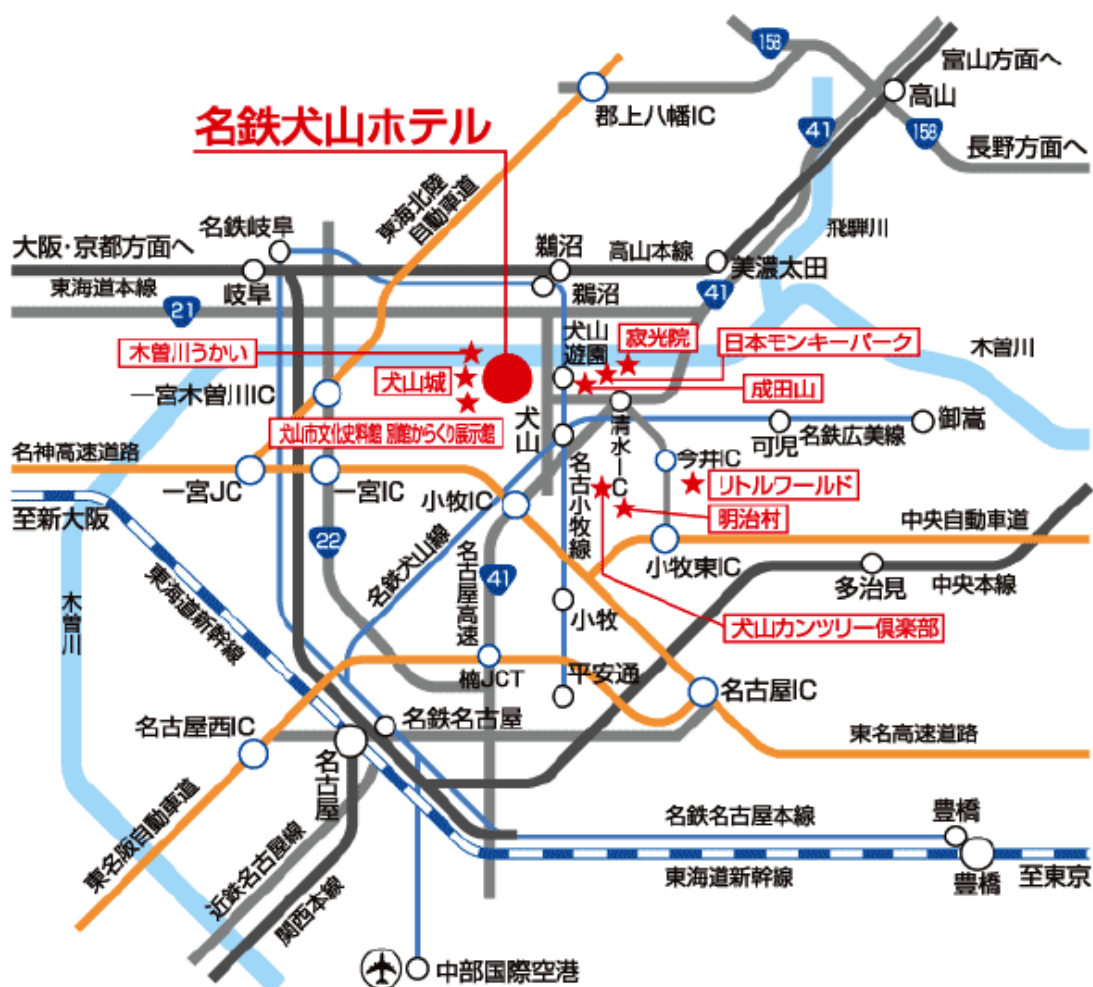 158
富山方面へ
高山
郡上八幡IC
41
158
長野方面へ
名鉄犬山ホテル
東海北陸
自動車道
名鉄岐阜
大阪・京都方面へ
鵜沼
高山本線
飛騨川
美濃太田
岐阜
東海道本線
鵜沼
41
21
犬山
遊園
寂光院
日本モンキーパーク
木曽川
木曽川うかい
犬山城
成田山
一宮木曽川IC
犬山
犬山市文化史料館 別館からくり展示館
清水一IC
可児
名鉄広美線
御嵩
名神高速道路
一宮JC
一宮IC
小牧IC
名古小牧線
今井IC
リトルワールド
明治村
至新大阪
22
名鉄犬山線
名古屋高速
41
小牧東IC
中央自動車道
多治見
中央本線
東海道新幹線
木曽川
小牧
犬山カンツリー倶楽部
楠JCT
平安通
名古屋IC
名古屋西IC
名鉄名古屋
東名高速道路
名古屋
東名阪自動車道
近鉄名古屋線
関西本線
名鉄名古屋本線
豊橋
東海道新幹線
豊橋
至東京
中部国際空港